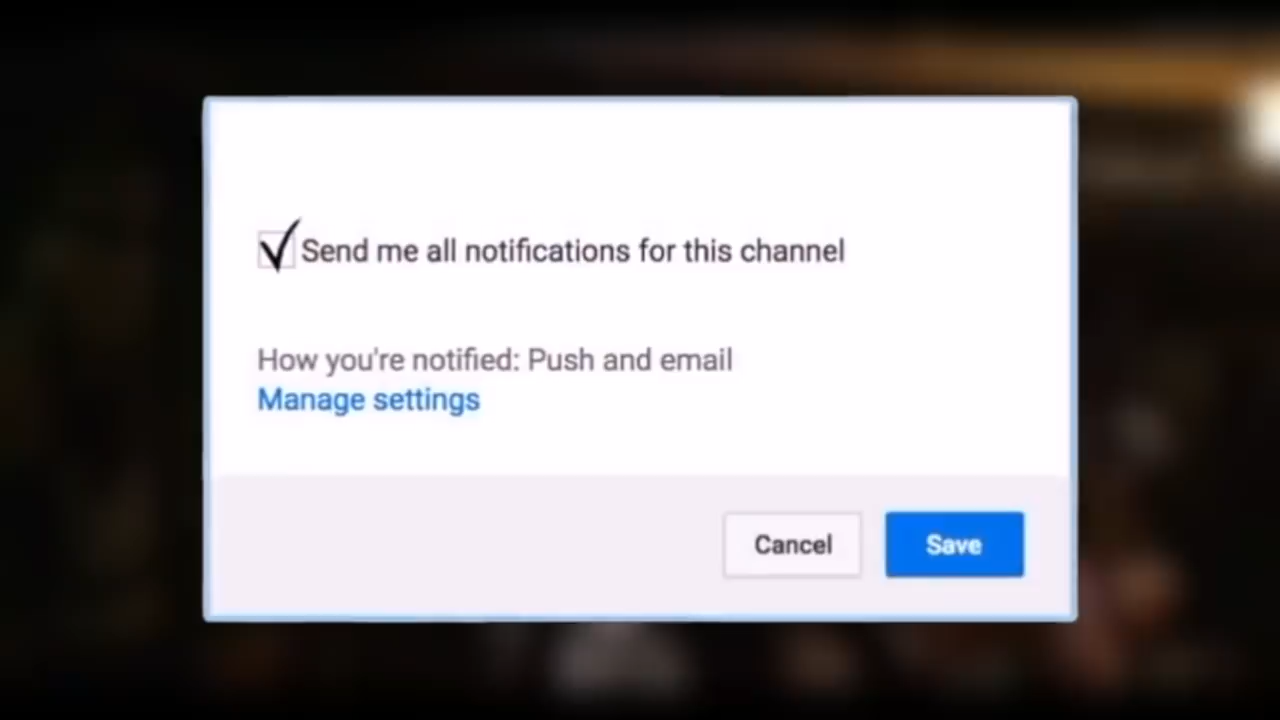 Send me all notifications for this channel
How you're notified: Push and email
Manage settings
Cancel
Save